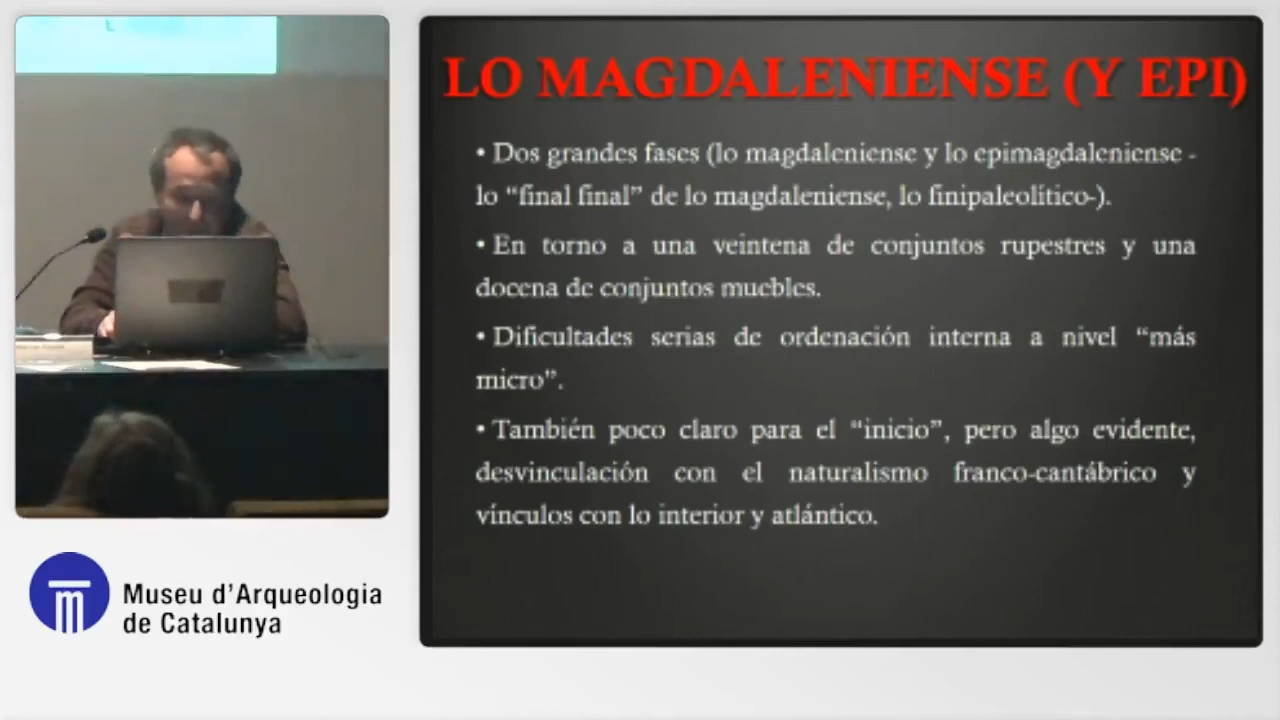 LO MAGDALENIENSE (Y EPI)
• Dos grandes fases (lo magdaleniense y lo epimagdaleniense -
lo “final final” de lo magdaleniense, lo finipaleolítico-).
• En torno a una veintena de conjuntos rupestres y una
docena de conjuntos muebles.
• Dificultades serias de ordenación interna a nivel “más
micro”.
• También poco claro para el “inicio”, pero algo evidente,
desvinculación con el naturalismo franco-cantábrico y
vínculos con lo interior y atlántico.
Museu d’Arqueologia
de Catalunya